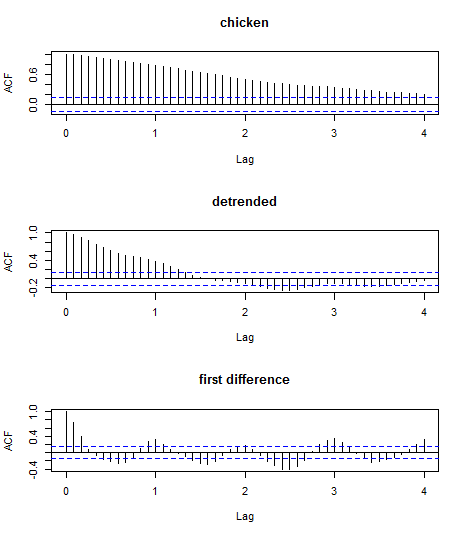 chicken
ACF
0.0 0.6
0 1 2 3 4
Lag
detrended
ACF
-0.2 0.4 1.0
0 1 2 3 4
Lag
first difference
ACF
-0.4 0.4 1.0
0 1 2 3 4
Lag